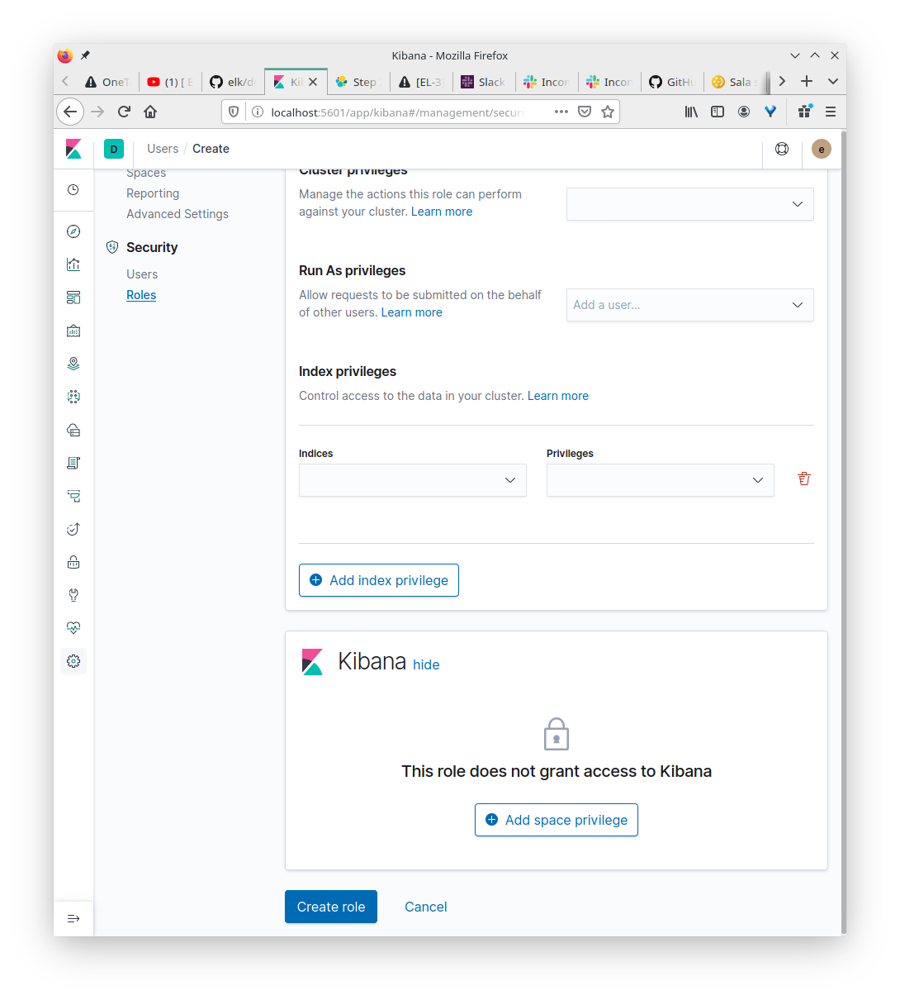 Kibana - Mozilla Firefox
OneT
(1) [ E
elk/d
Ki
Step
[EL-3]
Slack
Incon
Incon
GitHu
Sala s
localhost:5601/app/kibana#/management/secur
D
Users / Create
e
Spaces
Reporting
Advanced Settings
Security
Users
Roles
Cluster privileges
Manage the actions this role can perform
against your cluster. Learn more
Run As privileges
Allow requests to be submitted on the behalf
of other users. Learn more
Add a user...
Index privileges
Control access to the data in your cluster. Learn more
Indices
Privileges
Add index privilege
Kibana hide
This role does not grant access to Kibana
Add space privilege
Create role
Cancel